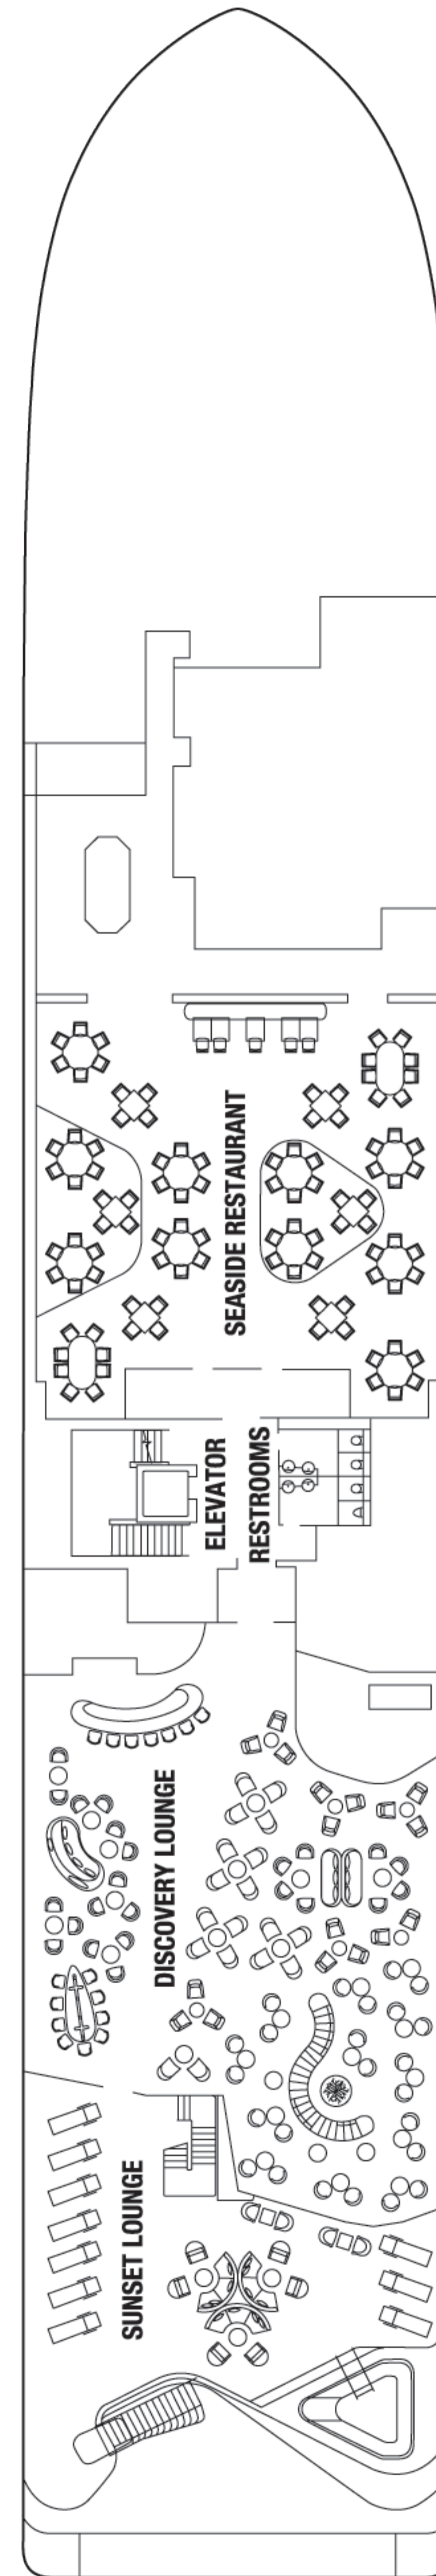 SEASIDE RESTAURANT
ELEVATOR
RESTROOMS
DISCOVERY LOUNGE
SUNSET LOUNGE